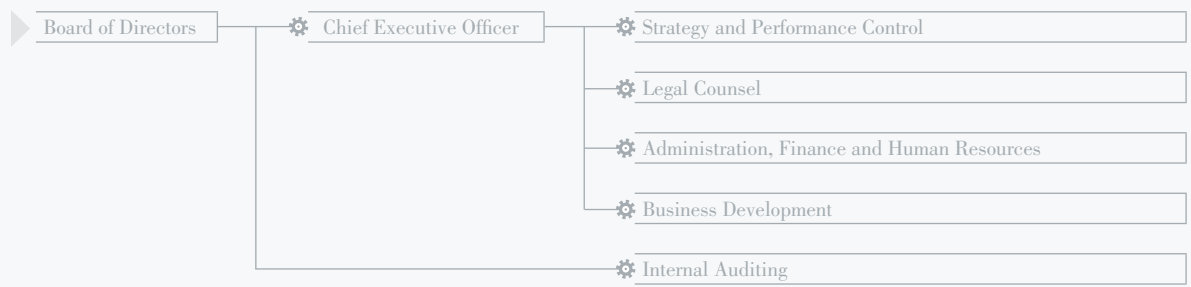 Board of Directors
Chief Executive Officer
Strategy and Performance Control
Legal Counsel
Administration, Finance and Human Resources
Business Development
Internal Auditing